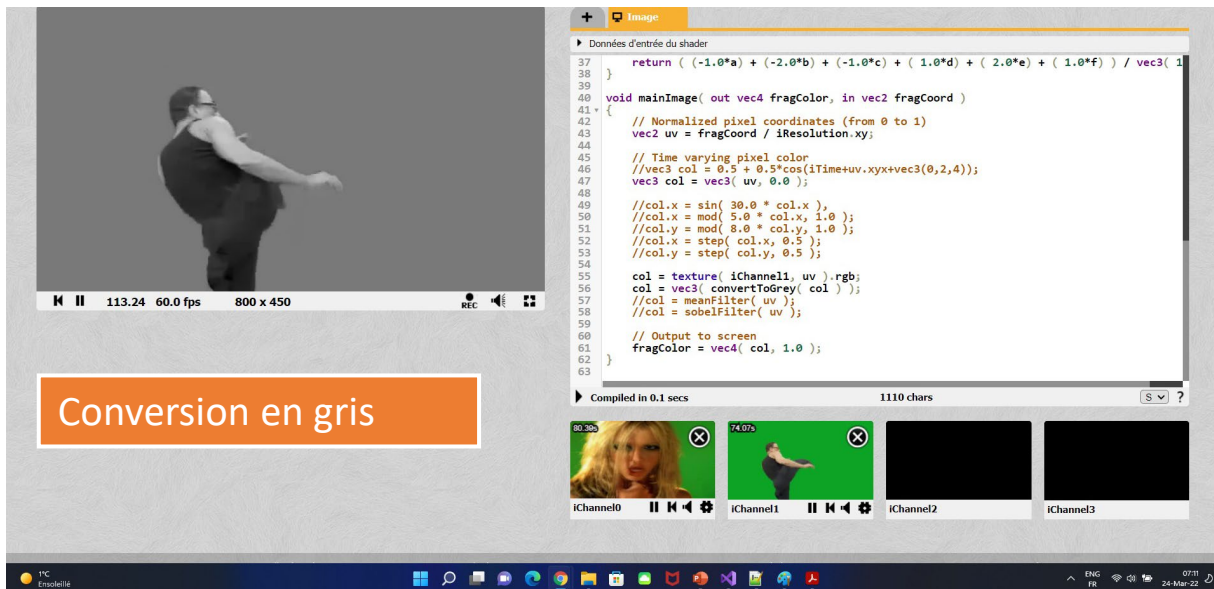 + Image
Données d'entrée du shader
37 return ( (-1.0*a) + (-2.0*b) + (-1.0*c) + ( 1.0*d) + ( 2.0*e) + ( 1.0*f) ) / vec3( 1
38 }
39
40 void mainImage( out vec4 fragColor, in vec2 fragCoord )
41 {
42 // Normalized pixel coordinates (from 0 to 1)
43 vec2 uv = fragCoord / iResolution.xy;
44
45 // Time varying pixel color
46 //vec3 col = 0.5 + 0.5*cos(iTime+uv.xyx+vec3(0,2,4));
47 vec3 col = vec3( uv, 0.0 );
48
49 //col.x = sin( 30.0 * col.x ),
50 //col.x = mod( 5.0 * col.x, 1.0 );
51 //col.y = mod( 8.0 * col.y, 1.0 );
52 //col.x = step( col.x, 0.5 );
53 //col.y = step( col.y, 0.5 );
54
55 col = texture( iChannel1, uv ).rgb;
56 col = vec3( convertToGrey( col ) );
57 //col = meanFilter( uv );
58 //col = sobelFilter( uv );
59
60 // Output to screen
61 fragColor = vec4( col, 1.0 );
62 }
63
113.24 60.0 fps 800 x 450 REC
Conversion en gris
Compiled in 0.1 secs 1110 chars S ?
80.39s 74.07s
iChannel0 iChannel1 iChannel2 iChannel3
1°C
Ensoleillé
ENG
FR
07:11
24-Mar-22